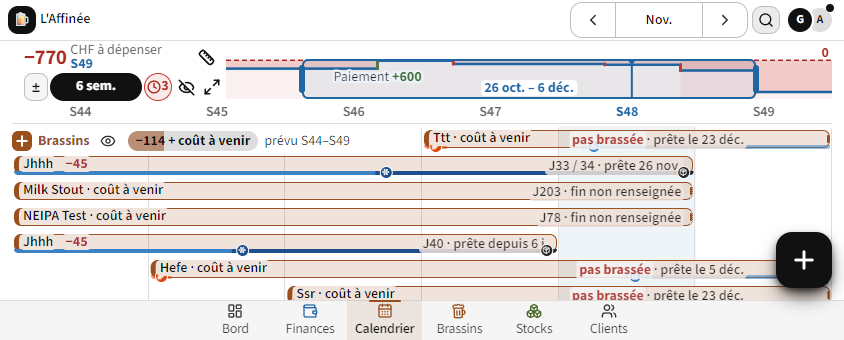 L'Affinée
Nov.
G
A
−770 CHF à dépenser
S49
0
± 6 sem. 3
Paiement +600
26 oct. – 6 déc.
S44 S45 S46 S47 S48 S49
Brassins −114 + coût à venir prévu S44–S49
Ttt · coût à venir pas brassée · prête le 23 déc.
Jhhh −45 J33 / 34 · prête 26 nov.
Milk Stout · coût à venir J203 · fin non renseignée
NEIPA Test · coût à venir J78 · fin non renseignée
Jhhh −45 J40 · prête depuis 6 j.
Hefe · coût à venir pas brassée · prête le 5 déc.
Ssr · coût à venir pas brassée · prête le 23 déc.
Bord Finances Calendrier Brassins Stocks Clients